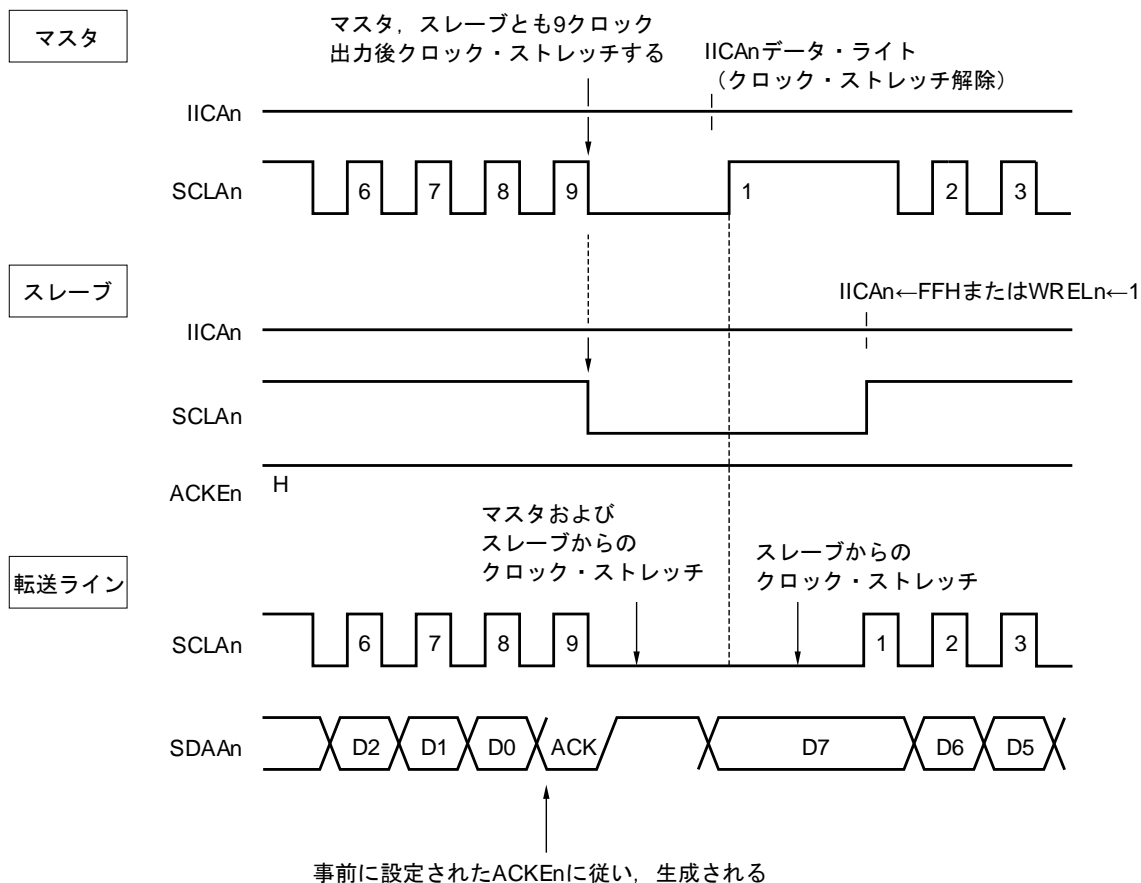 マスタ
マスタ，スレーブとも9クロック
出力後クロック・ストレッチする
IICAnデータ・ライト
（クロック・ストレッチ解除）
IICAn
SCLAn
6 7 8 9 1 2 3
スレーブ
IICAn←FFHまたはWRELn←1
IICAn
SCLAn
ACKEn
H
マスタおよび
スレーブからの
クロック・ストレッチ
スレーブからの
クロック・ストレッチ
転送ライン
SCLAn
6 7 8 9 1 2 3
SDAAn
D2 D1 D0 ACK D7 D6 D5
事前に設定されたACKEnに従い，生成される